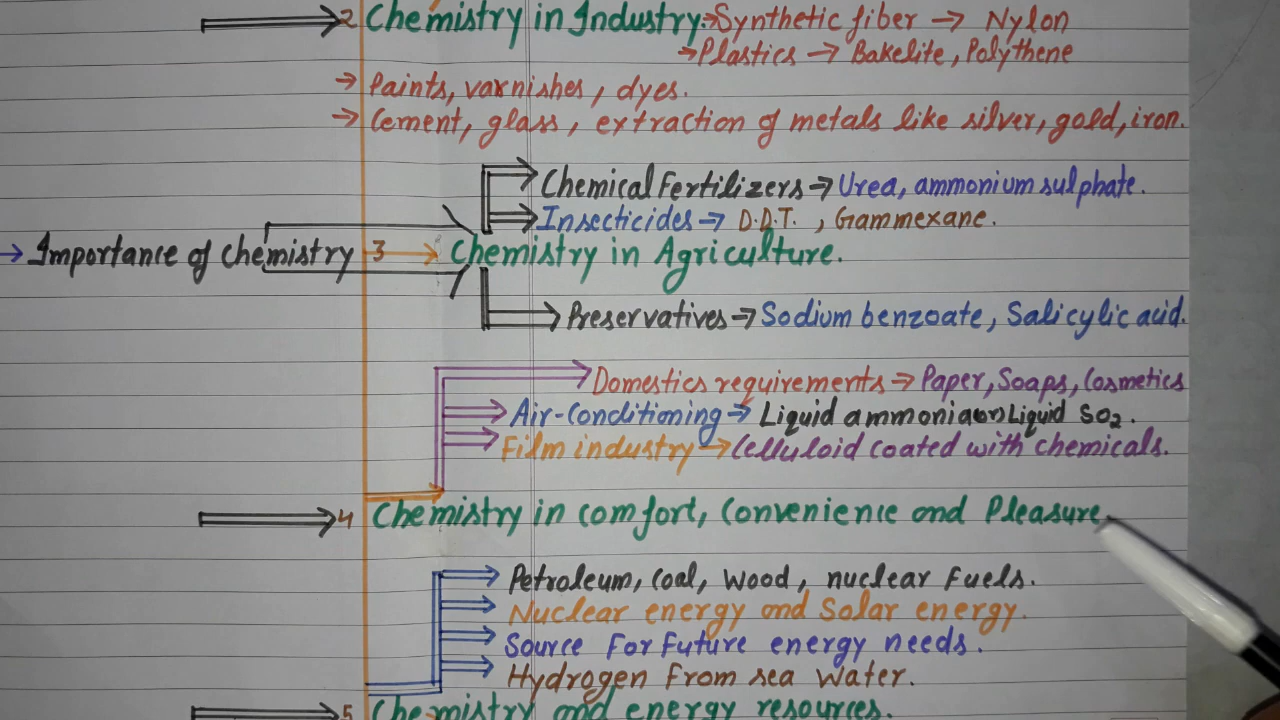 2 Chemistry in Industry:→Synthetic fiber → Nylon
→Plastics → Bakelite, Polythene
→ Paints, varnishes, dyes.
→ Cement, glass, extraction of metals like silver, gold, iron.
Chemical Fertilizers → Urea, ammonium sulphate.
Insecticides → D.D.T., Gammexane.
→ Importance of chemistry 3 → Chemistry in Agriculture.
Preservatives → Sodium benzoate, Salicylic acid.
Domestics requirements → Paper, Soaps, Cosmetics
Air-Conditioning → Liquid ammonia (or) Liquid SO₂.
Film industry → Celluloid coated with chemicals.
4 Chemistry in comfort, Convenience and Pleasure.
Petroleum, Coal, Wood, nuclear Fuels.
Nuclear energy and Solar energy.
Source For Future energy needs.
Hydrogen From sea Water.
5 Chemistry and energy resources.